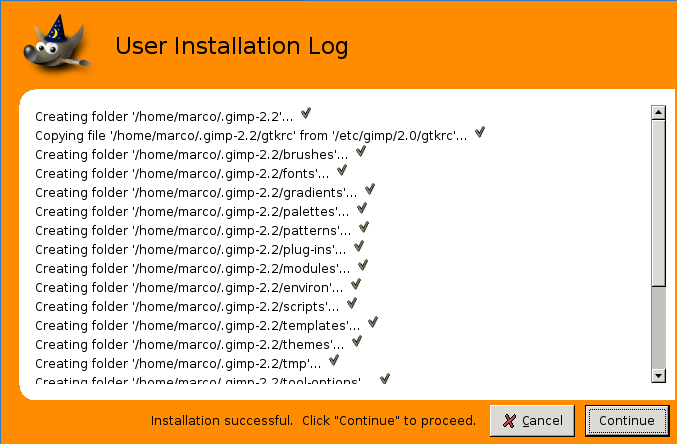 User Installation Log
Creating folder '/home/marco/.gimp-2.2'...
Copying file '/home/marco/.gimp-2.2/gtkrc' from '/etc/gimp/2.0/gtkrc'...
Creating folder '/home/marco/.gimp-2.2/brushes'...
Creating folder '/home/marco/.gimp-2.2/fonts'...
Creating folder '/home/marco/.gimp-2.2/gradients'...
Creating folder '/home/marco/.gimp-2.2/palettes'...
Creating folder '/home/marco/.gimp-2.2/patterns'...
Creating folder '/home/marco/.gimp-2.2/plug-ins'...
Creating folder '/home/marco/.gimp-2.2/modules'...
Creating folder '/home/marco/.gimp-2.2/environ'...
Creating folder '/home/marco/.gimp-2.2/scripts'...
Creating folder '/home/marco/.gimp-2.2/templates'...
Creating folder '/home/marco/.gimp-2.2/themes'...
Creating folder '/home/marco/.gimp-2.2/tmp'...
Creating folder '/home/marco/.gimp-2.2/tool-options'...
Installation successful. Click "Continue" to proceed.
Cancel
Continue